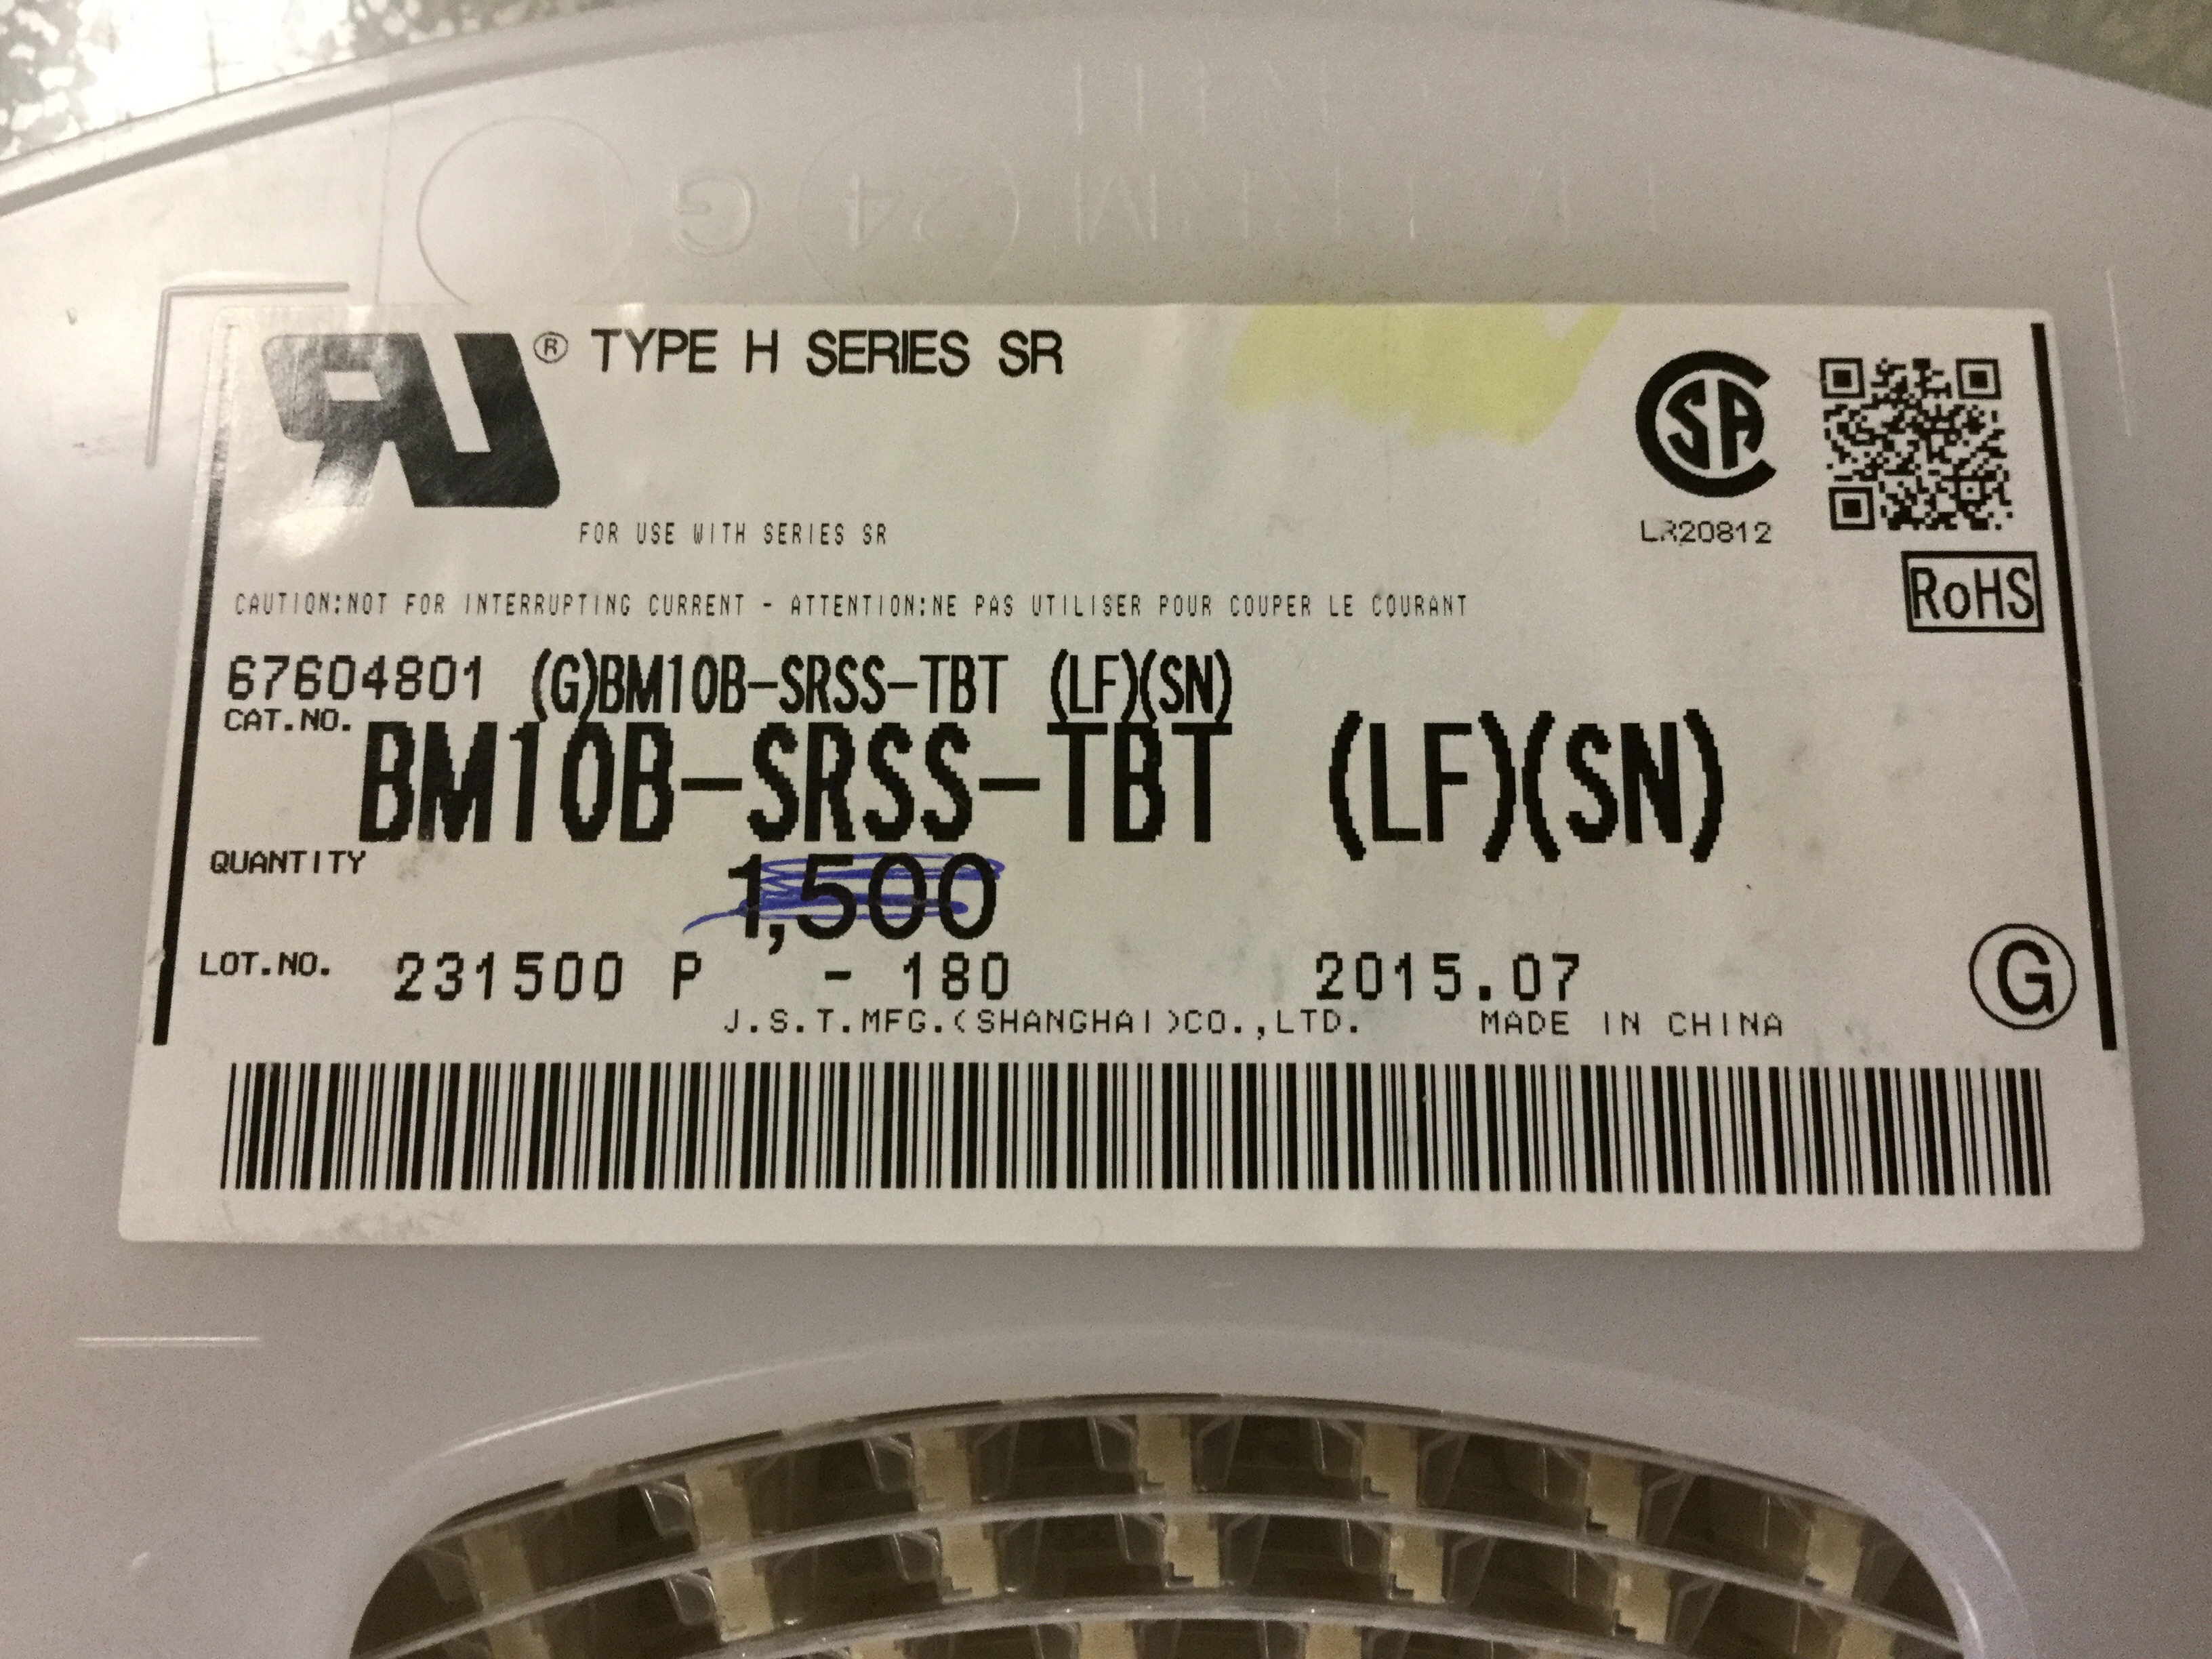 RU® TYPE H SERIES SR
CSA
LR20812
FOR USE WITH SERIES SR
RoHS
CAUTION:NOT FOR INTERRUPTING CURRENT - ATTENTION:NE PAS UTILISER POUR COUPER LE COURANT
67604801 (G)BM10B-SRSS-TBT (LF)(SN)
CAT.NO. BM10B-SRSS-TBT (LF)(SN)
QUANTITY 1,500
LOT.NO. 231500 P - 180 2015.07
G
J.S.T.MFG.(SHANGHAI)CO.,LTD. MADE IN CHINA